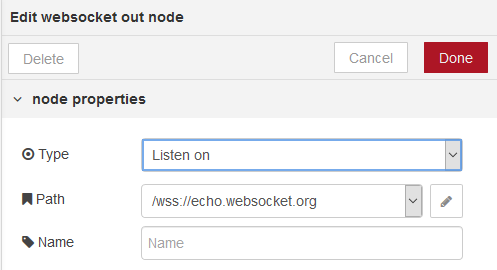 Edit websocket out node
Delete Cancel Done
node properties
Type Listen on
Path /wss://echo.websocket.org
Name Name